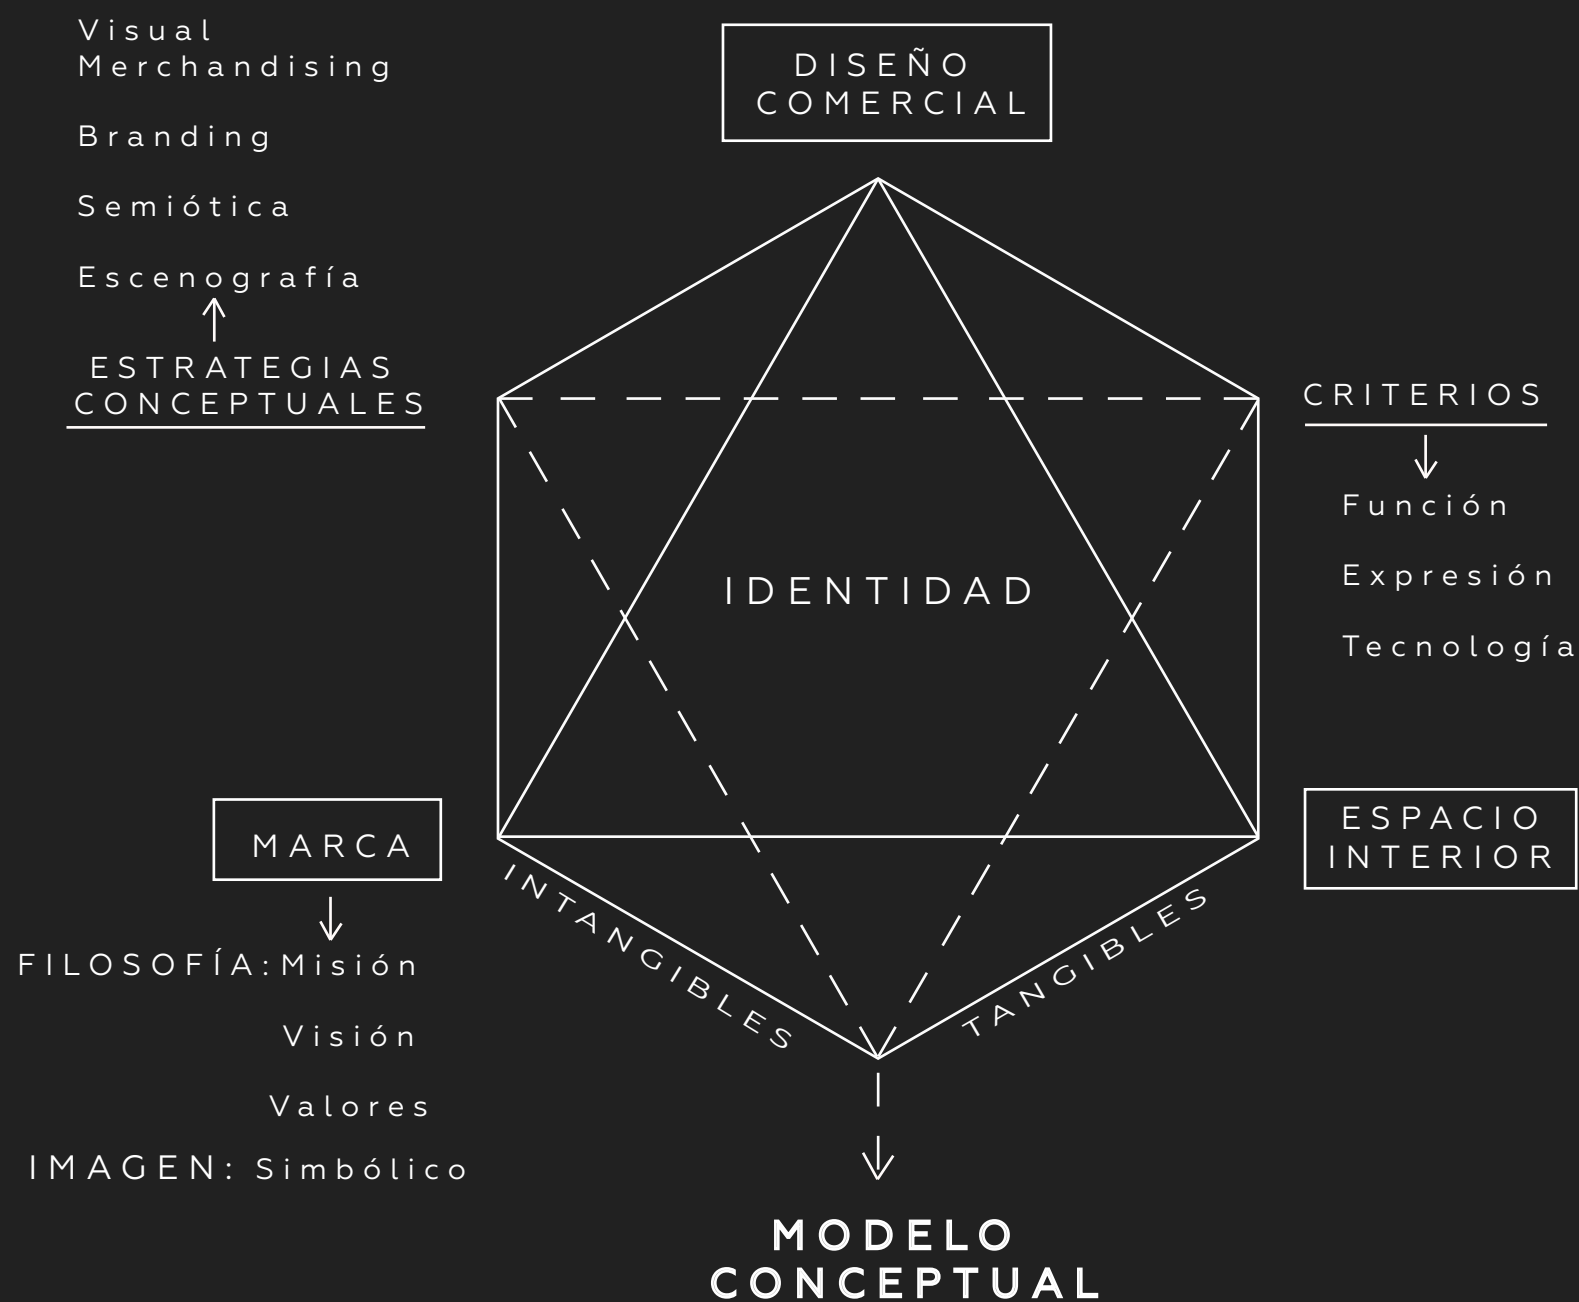 Visual
Merchandising
Branding
Semiótica
Escenografía
ESTRATEGIAS
CONCEPTUALES
DISEÑO
COMERCIAL
CRITERIOS
Función
Expresión
Tecnología
IDENTIDAD
MARCA
FILOSOFÍA: Misión
Visión
Valores
IMAGEN: Simbólico
ESPACIO
INTERIOR
INTANGIBLES
TANGIBLES
MODELO
CONCEPTUAL